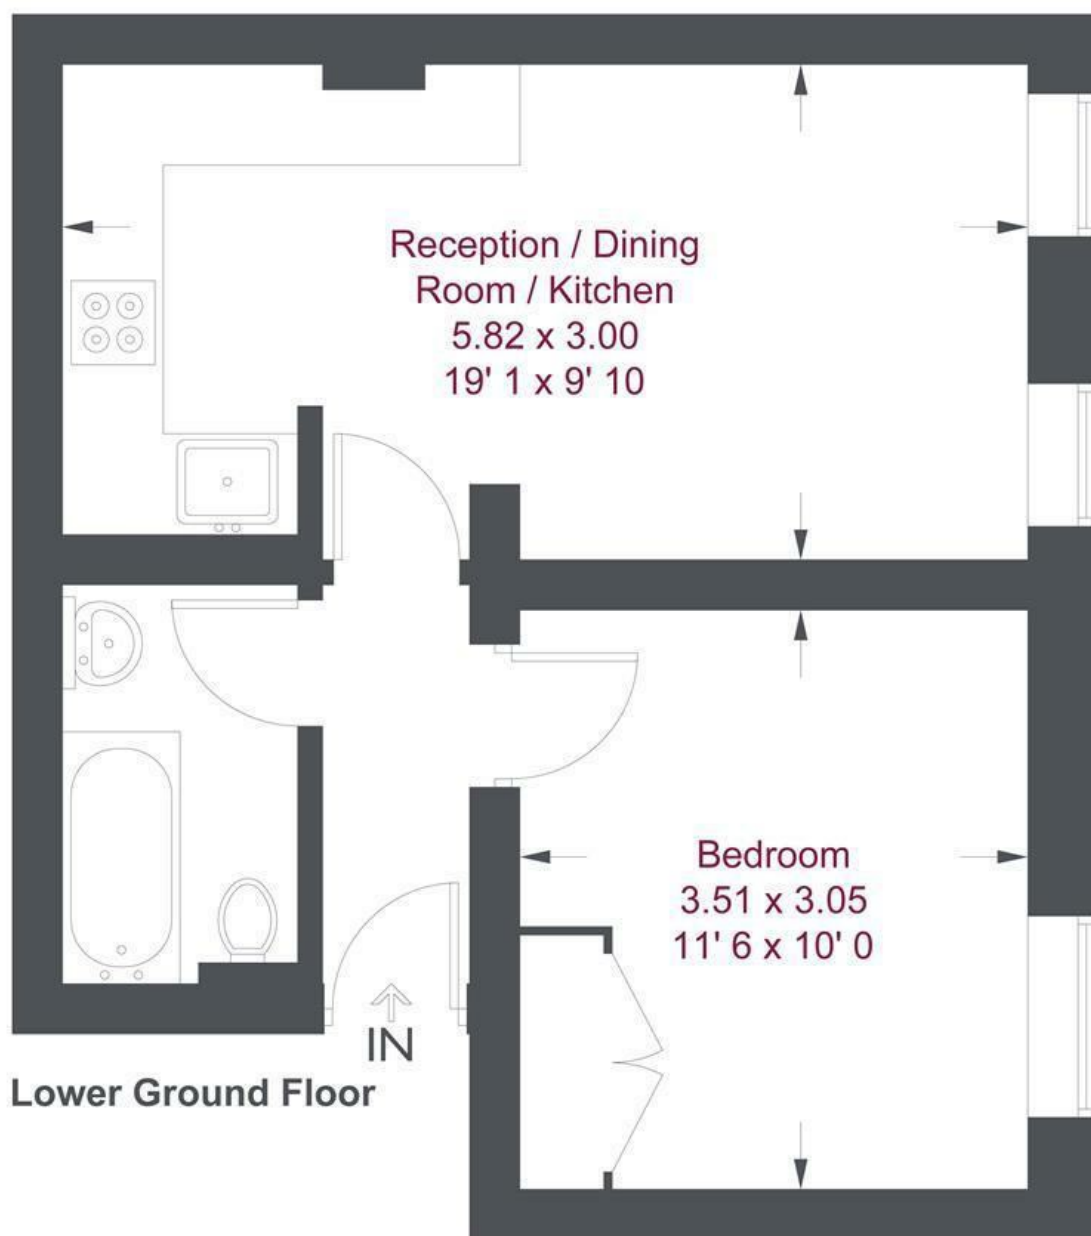 Reception / Dining
Room / Kitchen
5.82 x 3.00
19' 1 x 9' 10
Bedroom
3.51 x 3.05
11' 6 x 10' 0
IN
Lower Ground Floor